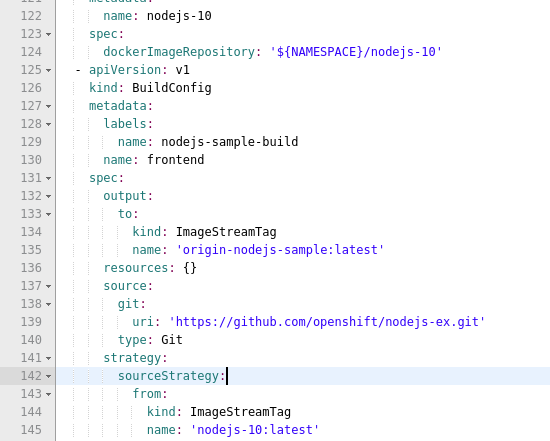 122 name: nodejs-10
123 spec:
124 dockerImageRepository: '${NAMESPACE}/nodejs-10'
125 - apiVersion: v1
126 kind: BuildConfig
127 metadata:
128 labels:
129 name: nodejs-sample-build
130 name: frontend
131 spec:
132 output:
133 to:
134 kind: ImageStreamTag
135 name: 'origin-nodejs-sample:latest'
136 resources: {}
137 source:
138 git:
139 uri: 'https://github.com/openshift/nodejs-ex.git'
140 type: Git
141 strategy:
142 sourceStrategy:
143 from:
144 kind: ImageStreamTag
145 name: 'nodejs-10:latest'